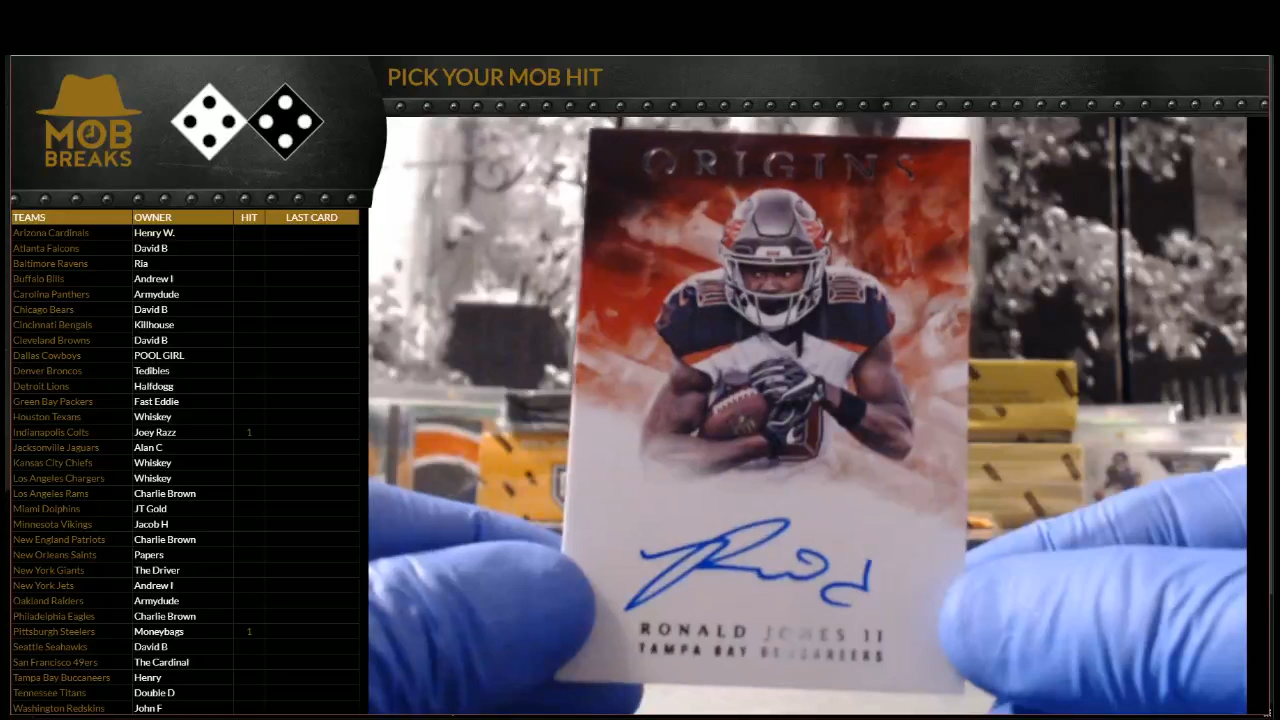 MOB
BREAKS
PICK YOUR MOB HIT
TEAMS OWNER HIT LAST CARD
Arizona Cardinals Henry W.
Atlanta Falcons David B
Baltimore Ravens Ria
Buffalo Bills Andrew I
Carolina Panthers Armydude
Chicago Bears David B
Cincinnati Bengals Killhouse
Cleveland Browns David B
Dallas Cowboys POOL GIRL
Denver Broncos Tedibles
Detroit Lions Halfdogg
Green Bay Packers Fast Eddie
Houston Texans Whiskey
Indianapolis Colts Joey Razz 1
Jacksonville Jaguars Alan C
Kansas City Chiefs Whiskey
Los Angeles Chargers Whiskey
Los Angeles Rams Charlie Brown
Miami Dolphins JT Gold
Minnesota Vikings Jacob H
New England Patriots Charlie Brown
New Orleans Saints Papers
New York Giants The Driver
New York Jets Andrew I
Oakland Raiders Armydude
Philadelphia Eagles Charlie Brown
Pittsburgh Steelers Moneybags 1
Seattle Seahawks David B
San Francisco 49ers The Cardinal
Tampa Bay Buccaneers Henry
Tennessee Titans Double D
Washington Redskins John F
ORIGINS
RONALD JONES II
TAMPA BAY BUCCANEERS